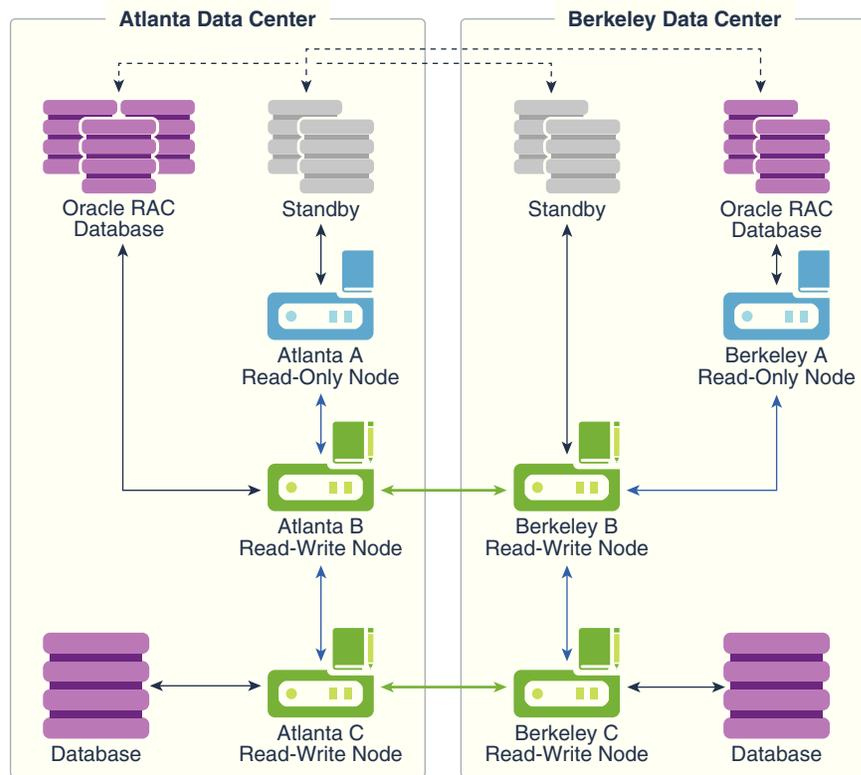 Atlanta Data Center
Berkeley Data Center
Oracle RAC
Database
Standby
Standby
Oracle RAC
Database
Atlanta A
Read-Only Node
Berkeley A
Read-Only Node
Atlanta B
Read-Write Node
Berkeley B
Read-Write Node
Database
Atlanta C
Read-Write Node
Berkeley C
Read-Write Node
Database